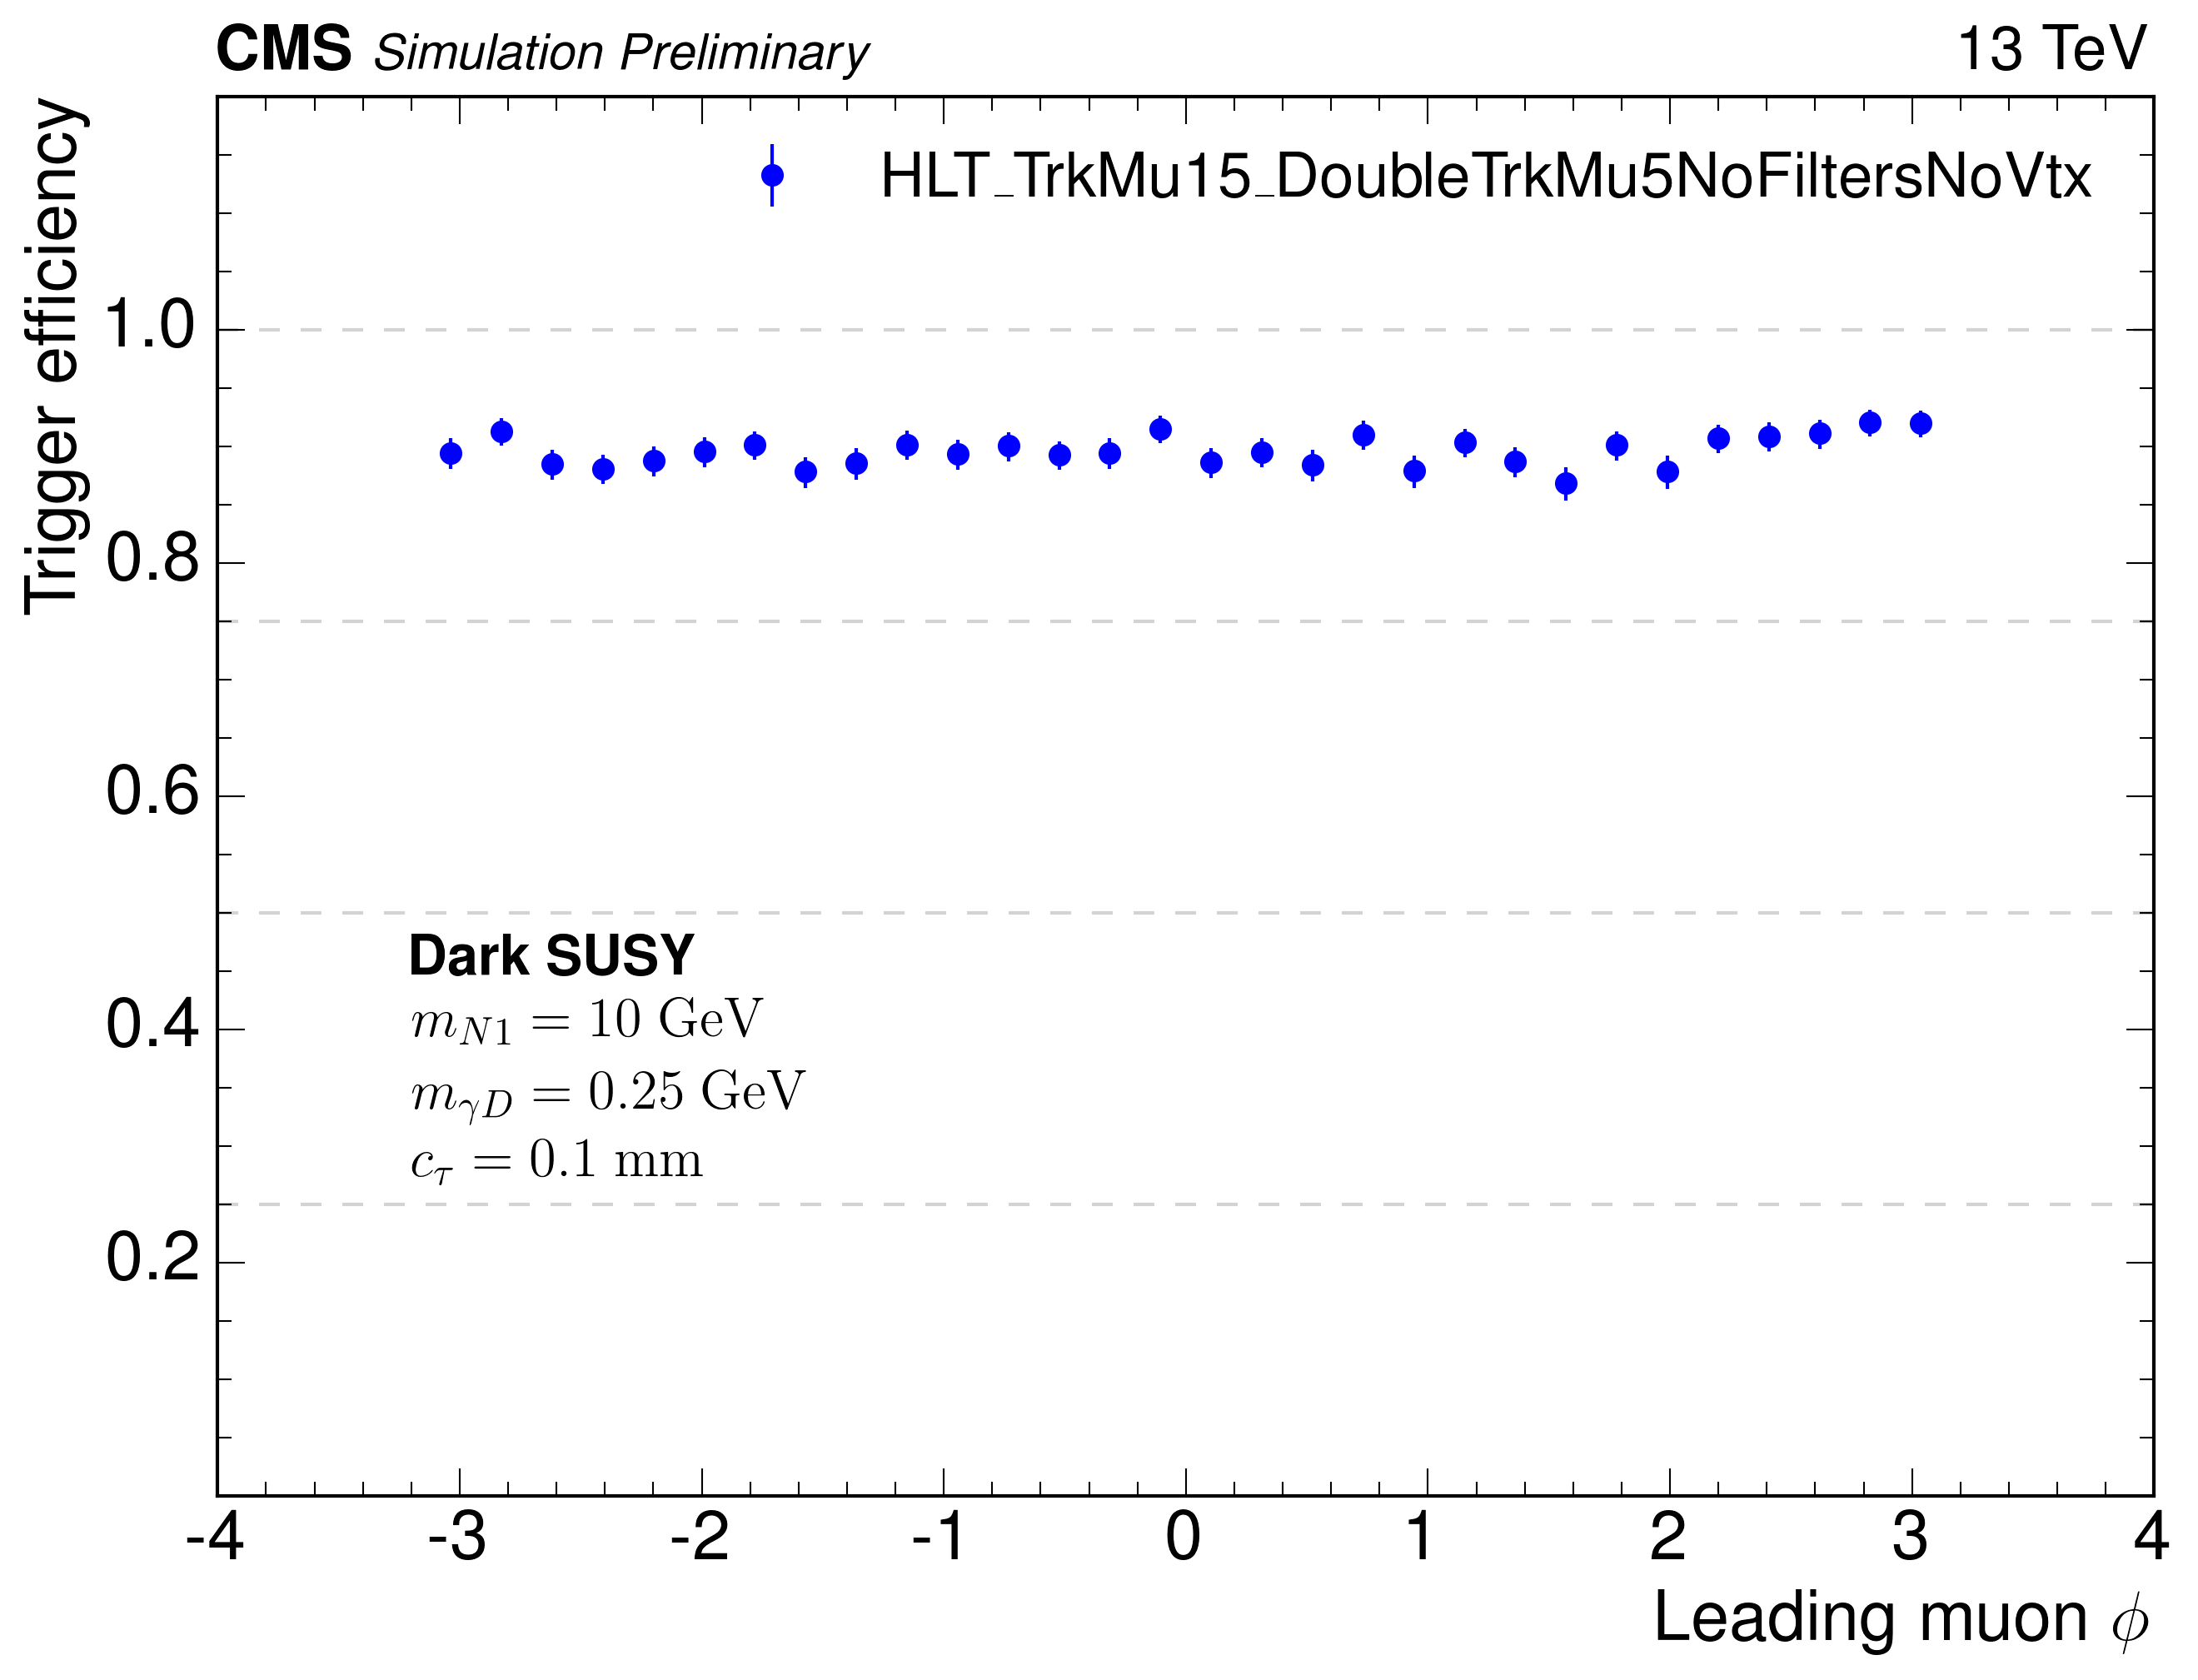 CMS Simulation Preliminary 13 TeV
Trigger efficiency
HLT_TrkMu15_DoubleTrkMu5NoFiltersNoVtx
1.0
0.8
0.6
0.4
0.2
Dark SUSY
m_{N1} = 10 GeV
m_{γD} = 0.25 GeV
c_τ = 0.1 mm
-4 -3 -2 -1 0 1 2 3 4
Leading muon ϕ